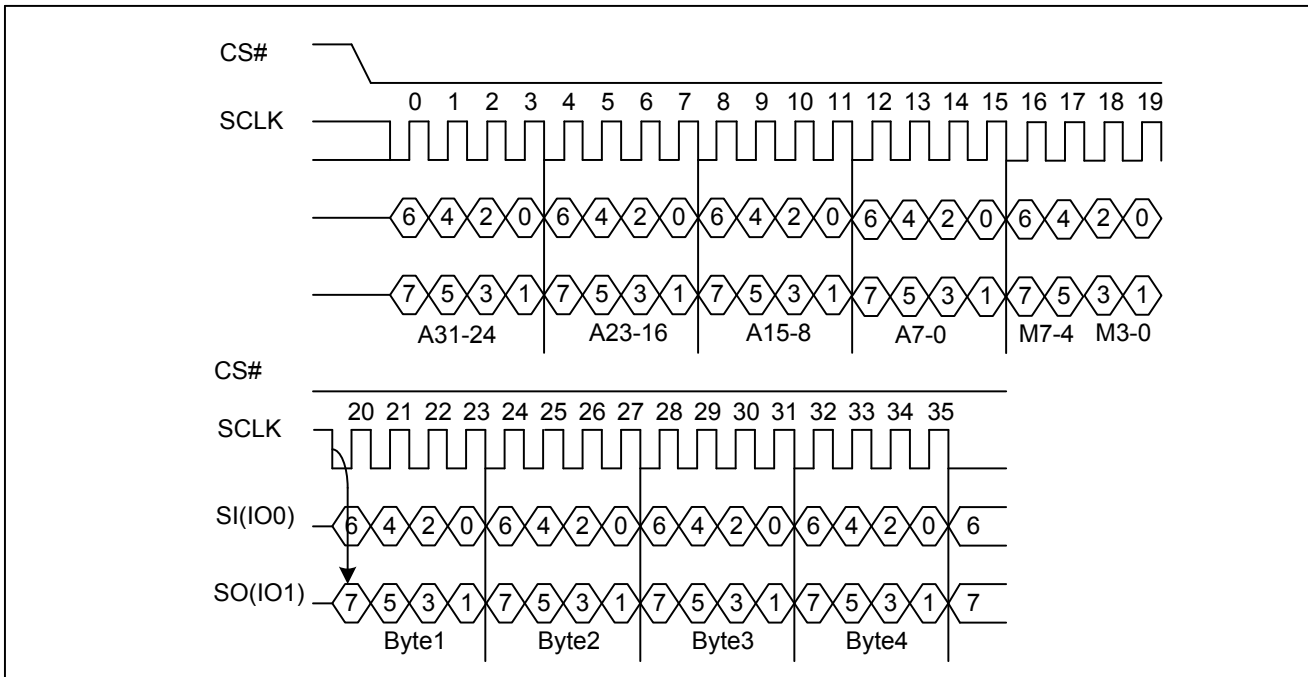 CS#
0 1 2 3 4 5 6 7 8 9 10 11 12 13 14 15 16 17 18 19
SCLK
6 4 2 0 6 4 2 0 6 4 2 0 6 4 2 0 6 4 2 0
7 5 3 1 7 5 3 1 7 5 3 1 7 5 3 1 7 5 3 1
A31-24 A23-16 A15-8 A7-0 M7-4 M3-0
CS#
20 21 22 23 24 25 26 27 28 29 30 31 32 33 34 35
SCLK
SI(IO0) 6 4 2 0 6 4 2 0 6 4 2 0 6 4 2 0 6
SO(IO1) 7 5 3 1 7 5 3 1 7 5 3 1 7 5 3 1 7
Byte1 Byte2 Byte3 Byte4